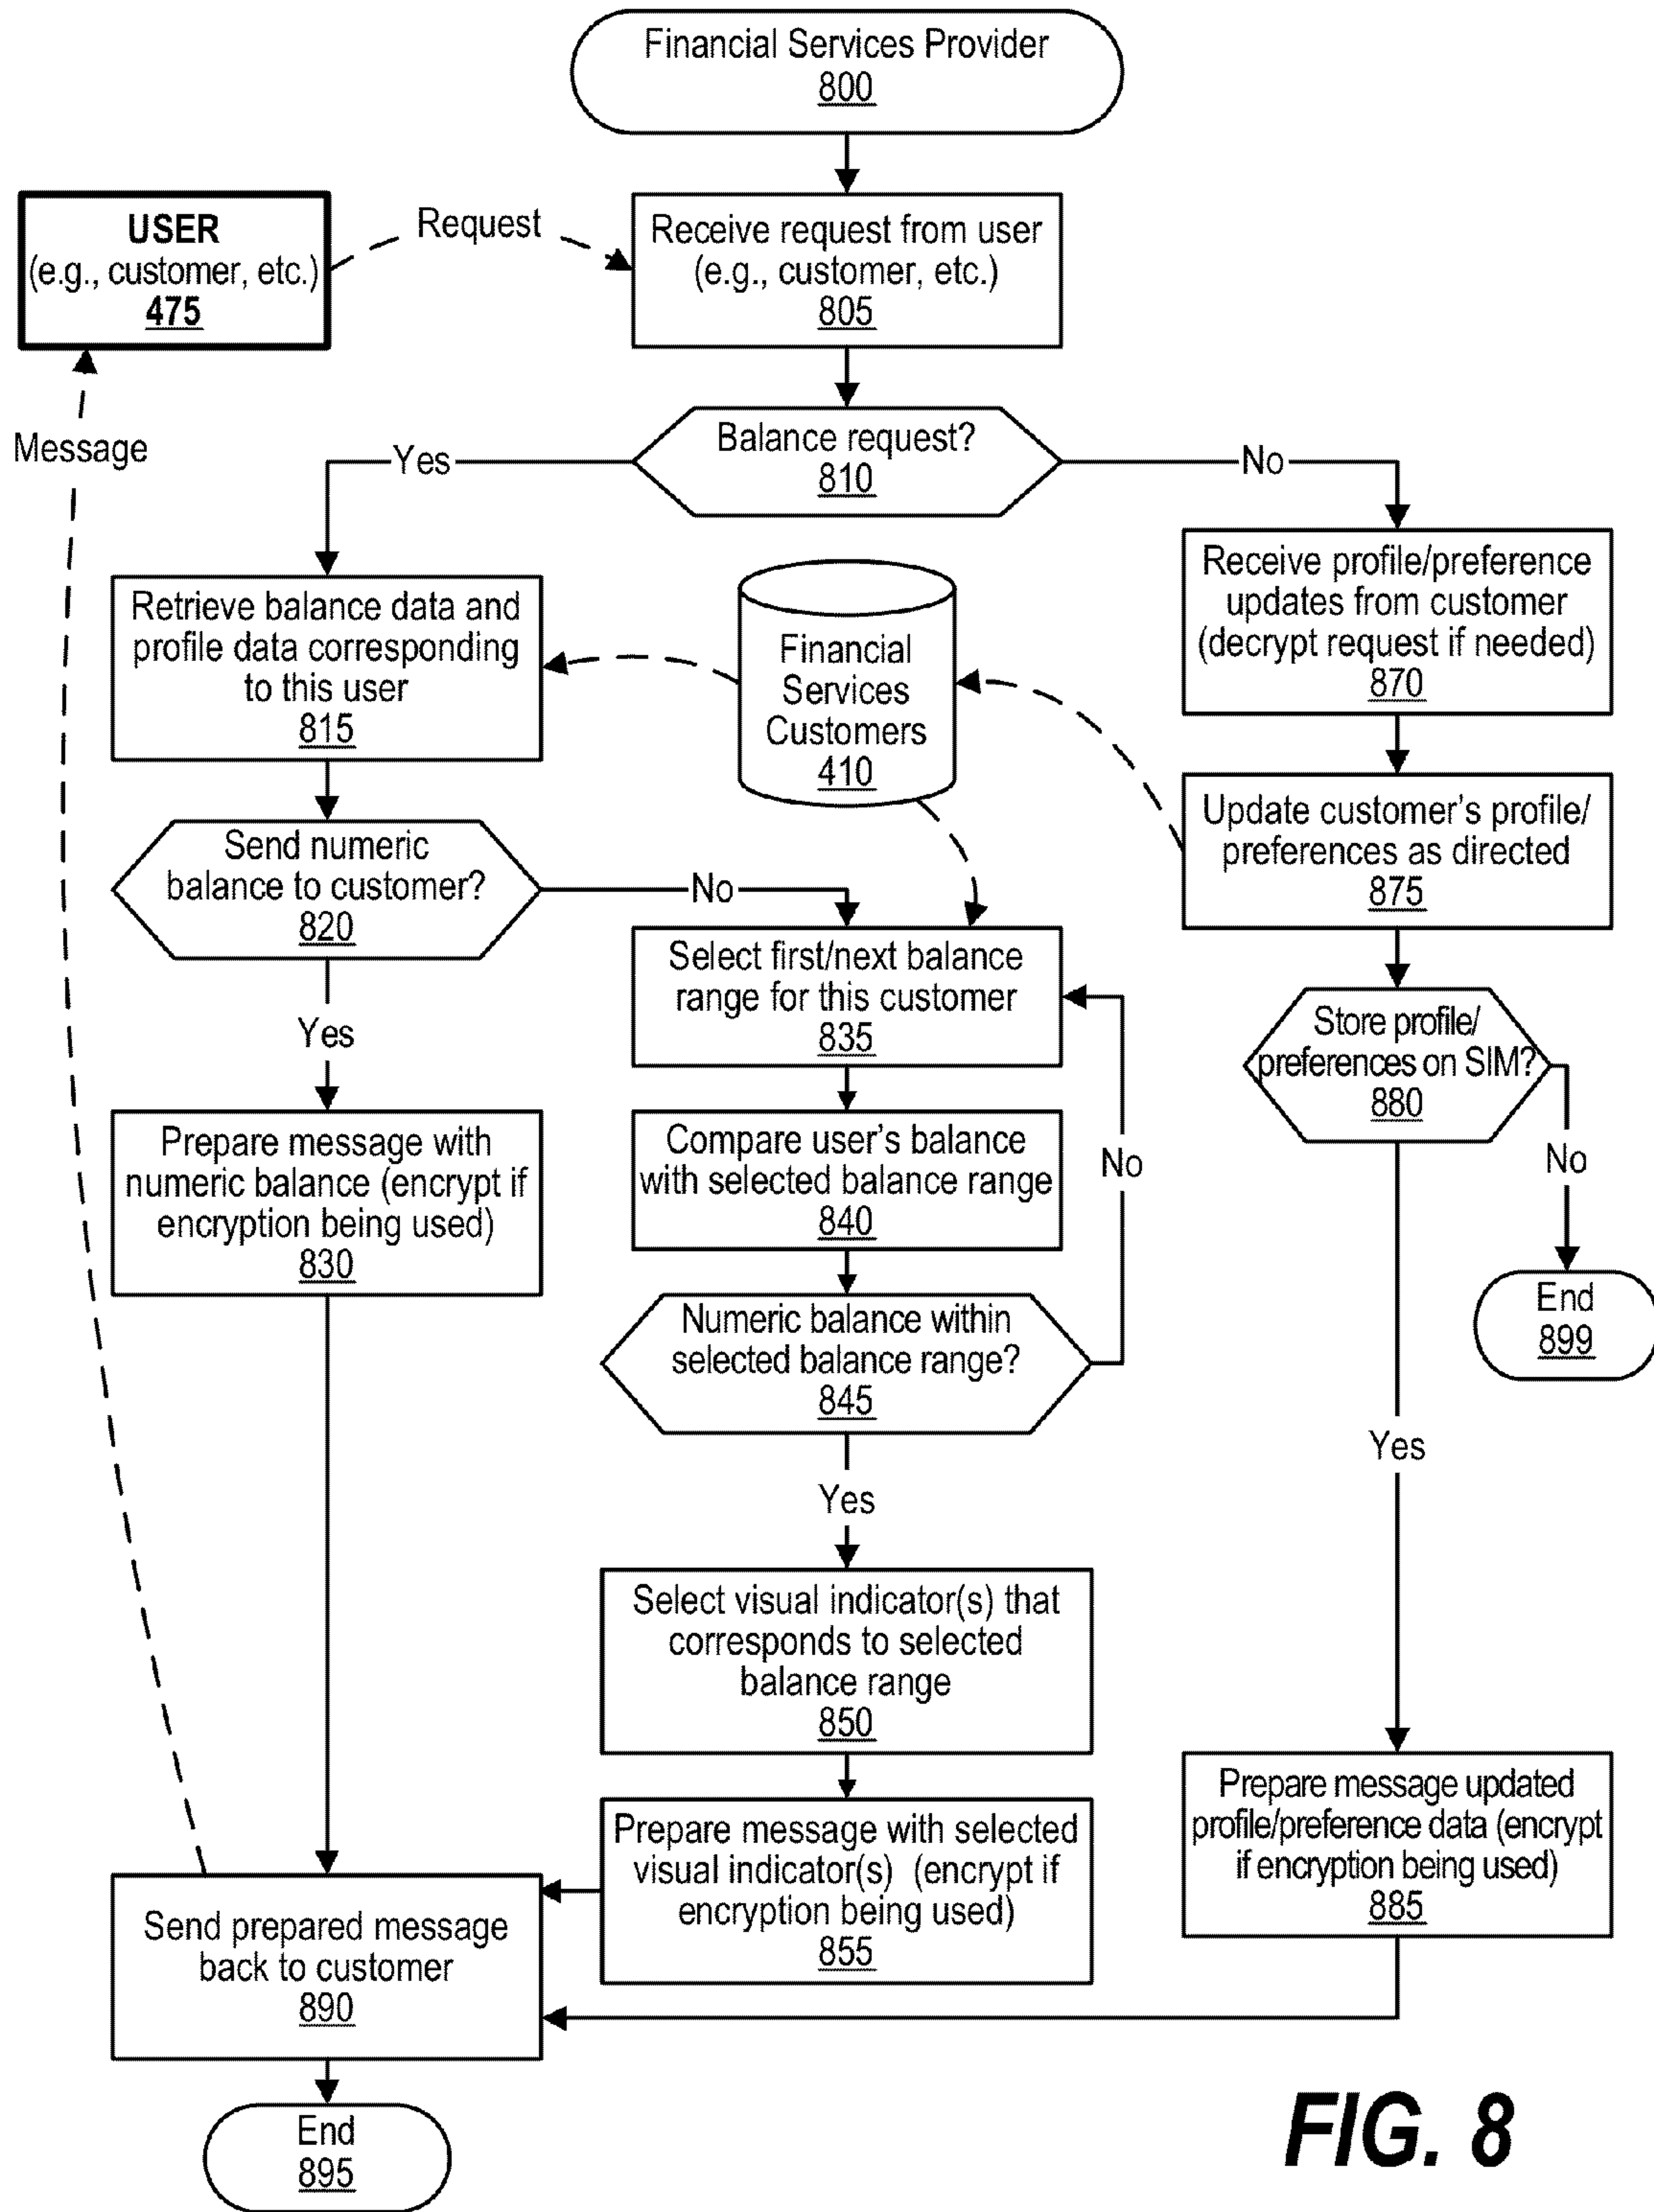 Financial Services Provider
800
USER
(e.g., customer, etc.)
475
Request
Receive request from user
(e.g., customer, etc.)
805
Message
Balance request?
810
Yes
No
Retrieve balance data and
profile data corresponding
to this user
815
Financial
Services
Customers
410
Receive profile/preference
updates from customer
(decrypt request if needed)
870
Update customer's profile/
preferences as directed
875
Send numeric
balance to customer?
820
No
Yes
Select first/next balance
range for this customer
835
Store profile/
preferences on SIM?
880
No
End
899
Yes
Prepare message with
numeric balance (encrypt if
encryption being used)
830
Compare user's balance
with selected balance range
840
No
Numeric balance within
selected balance range?
845
Yes
Select visual indicator(s) that
corresponds to selected
balance range
850
Prepare message with selected
visual indicator(s) (encrypt if
encryption being used)
855
Prepare message updated
profile/preference data (encrypt
if encryption being used)
885
Send prepared message
back to customer
890
End
895
FIG. 8